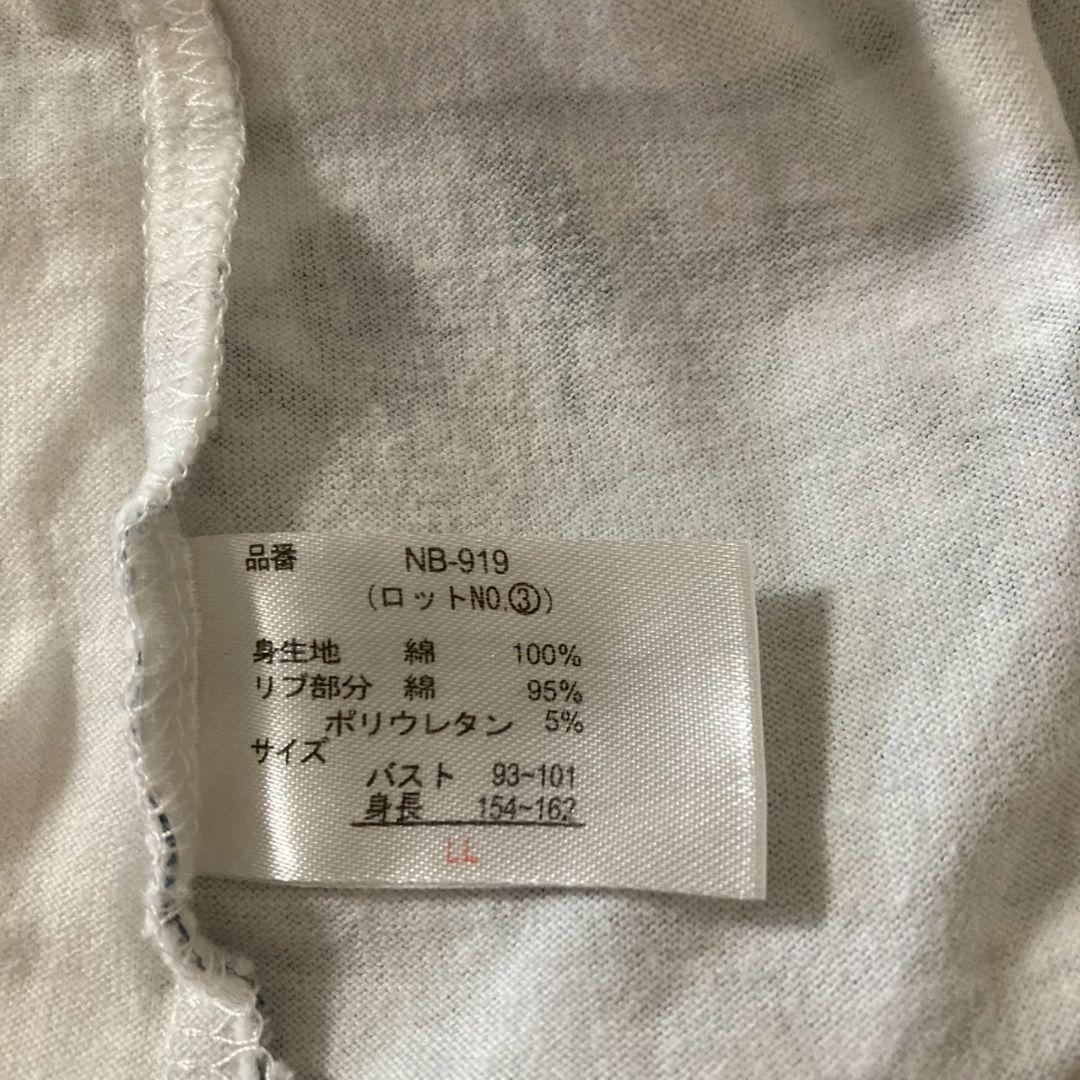 品番 NB-919
(ロットNO.③)
身生地 綿 100%
リブ部分 綿 95%
ポリウレタン 5%
サイズ
バスト 93~101
身長 154~162
LL